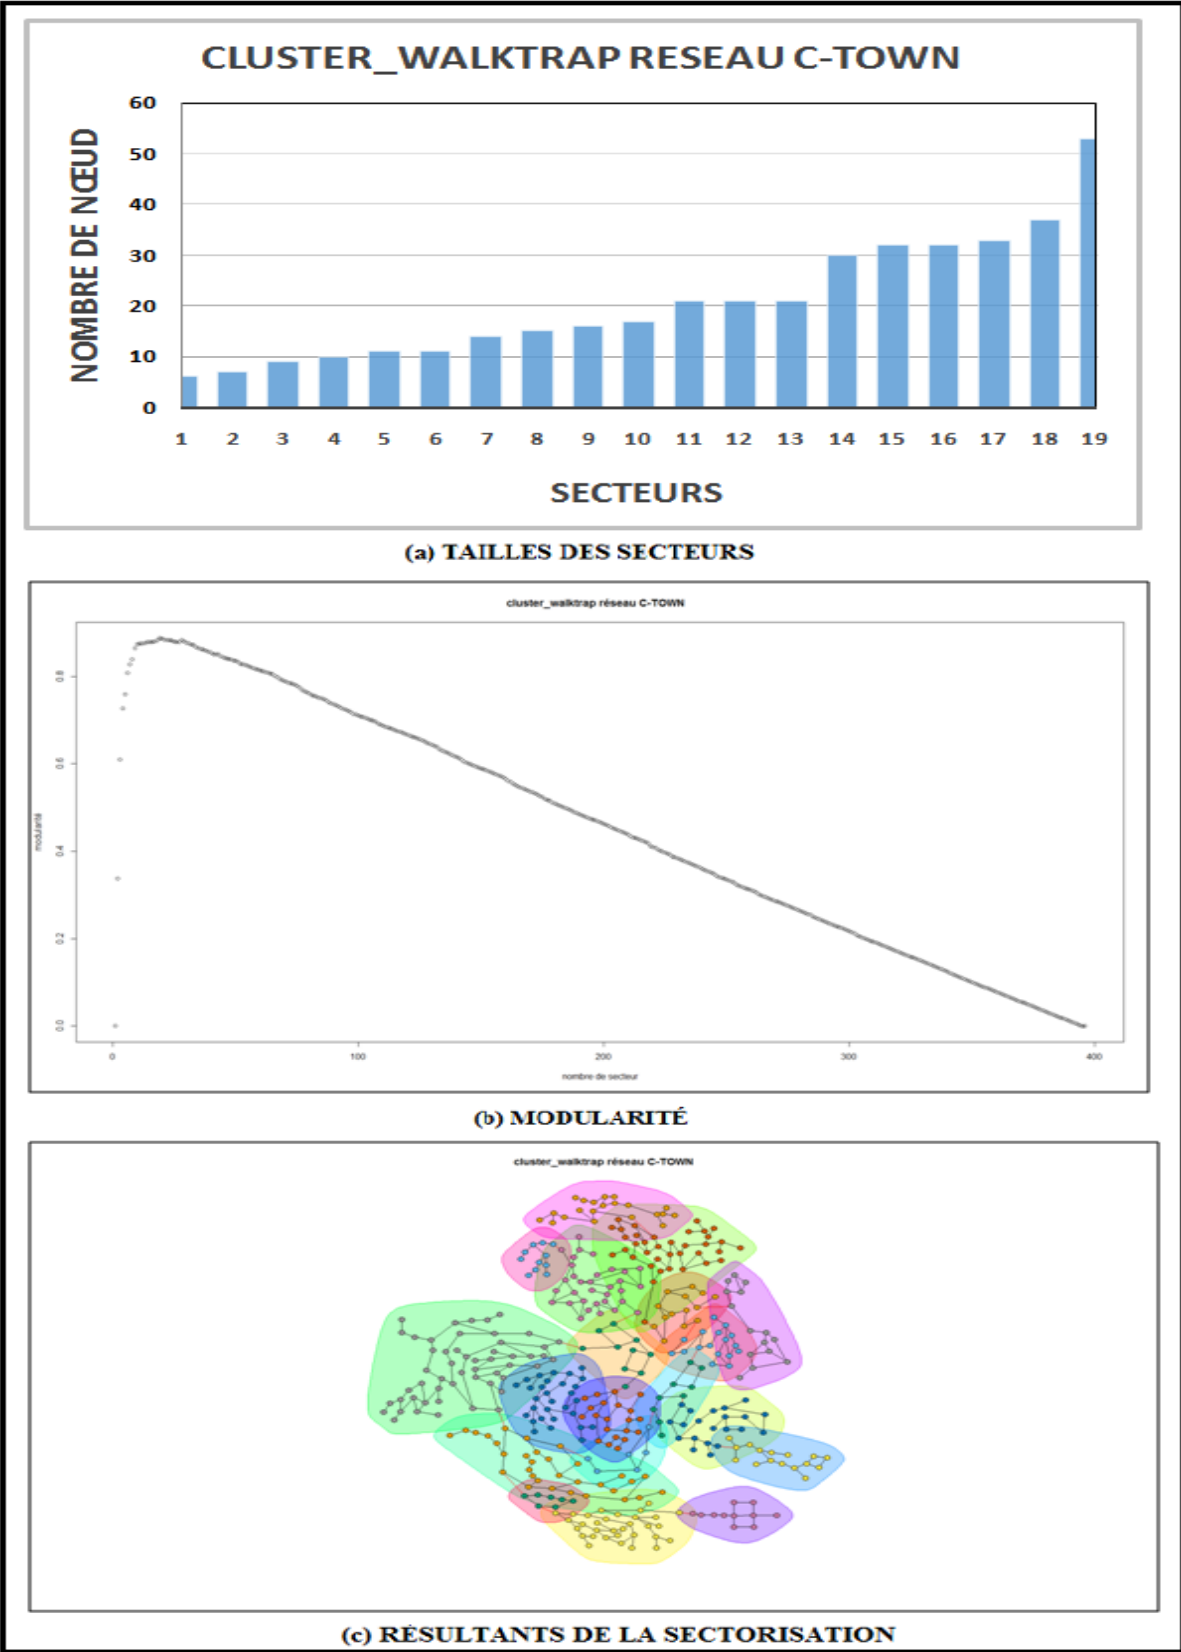 CLUSTER_WALKTRAP RESEAU C-TOWN
NOMBRE DE NŒUD
60
50
40
30
20
10
0
1 2 3 4 5 6 7 8 9 10 11 12 13 14 15 16 17 18 19
SECTEURS
(a) TAILLES DES SECTEURS
cluster_walktrap réseau C-TOWN
modularité
0.8
0.6
0.4
0.2
0.0
0 100 200 300 400
nombre de secteur
(b) MODULARITÉ
cluster_walktrap réseau C-TOWN
(c) RÉSULTANTS DE LA SECTORISATION